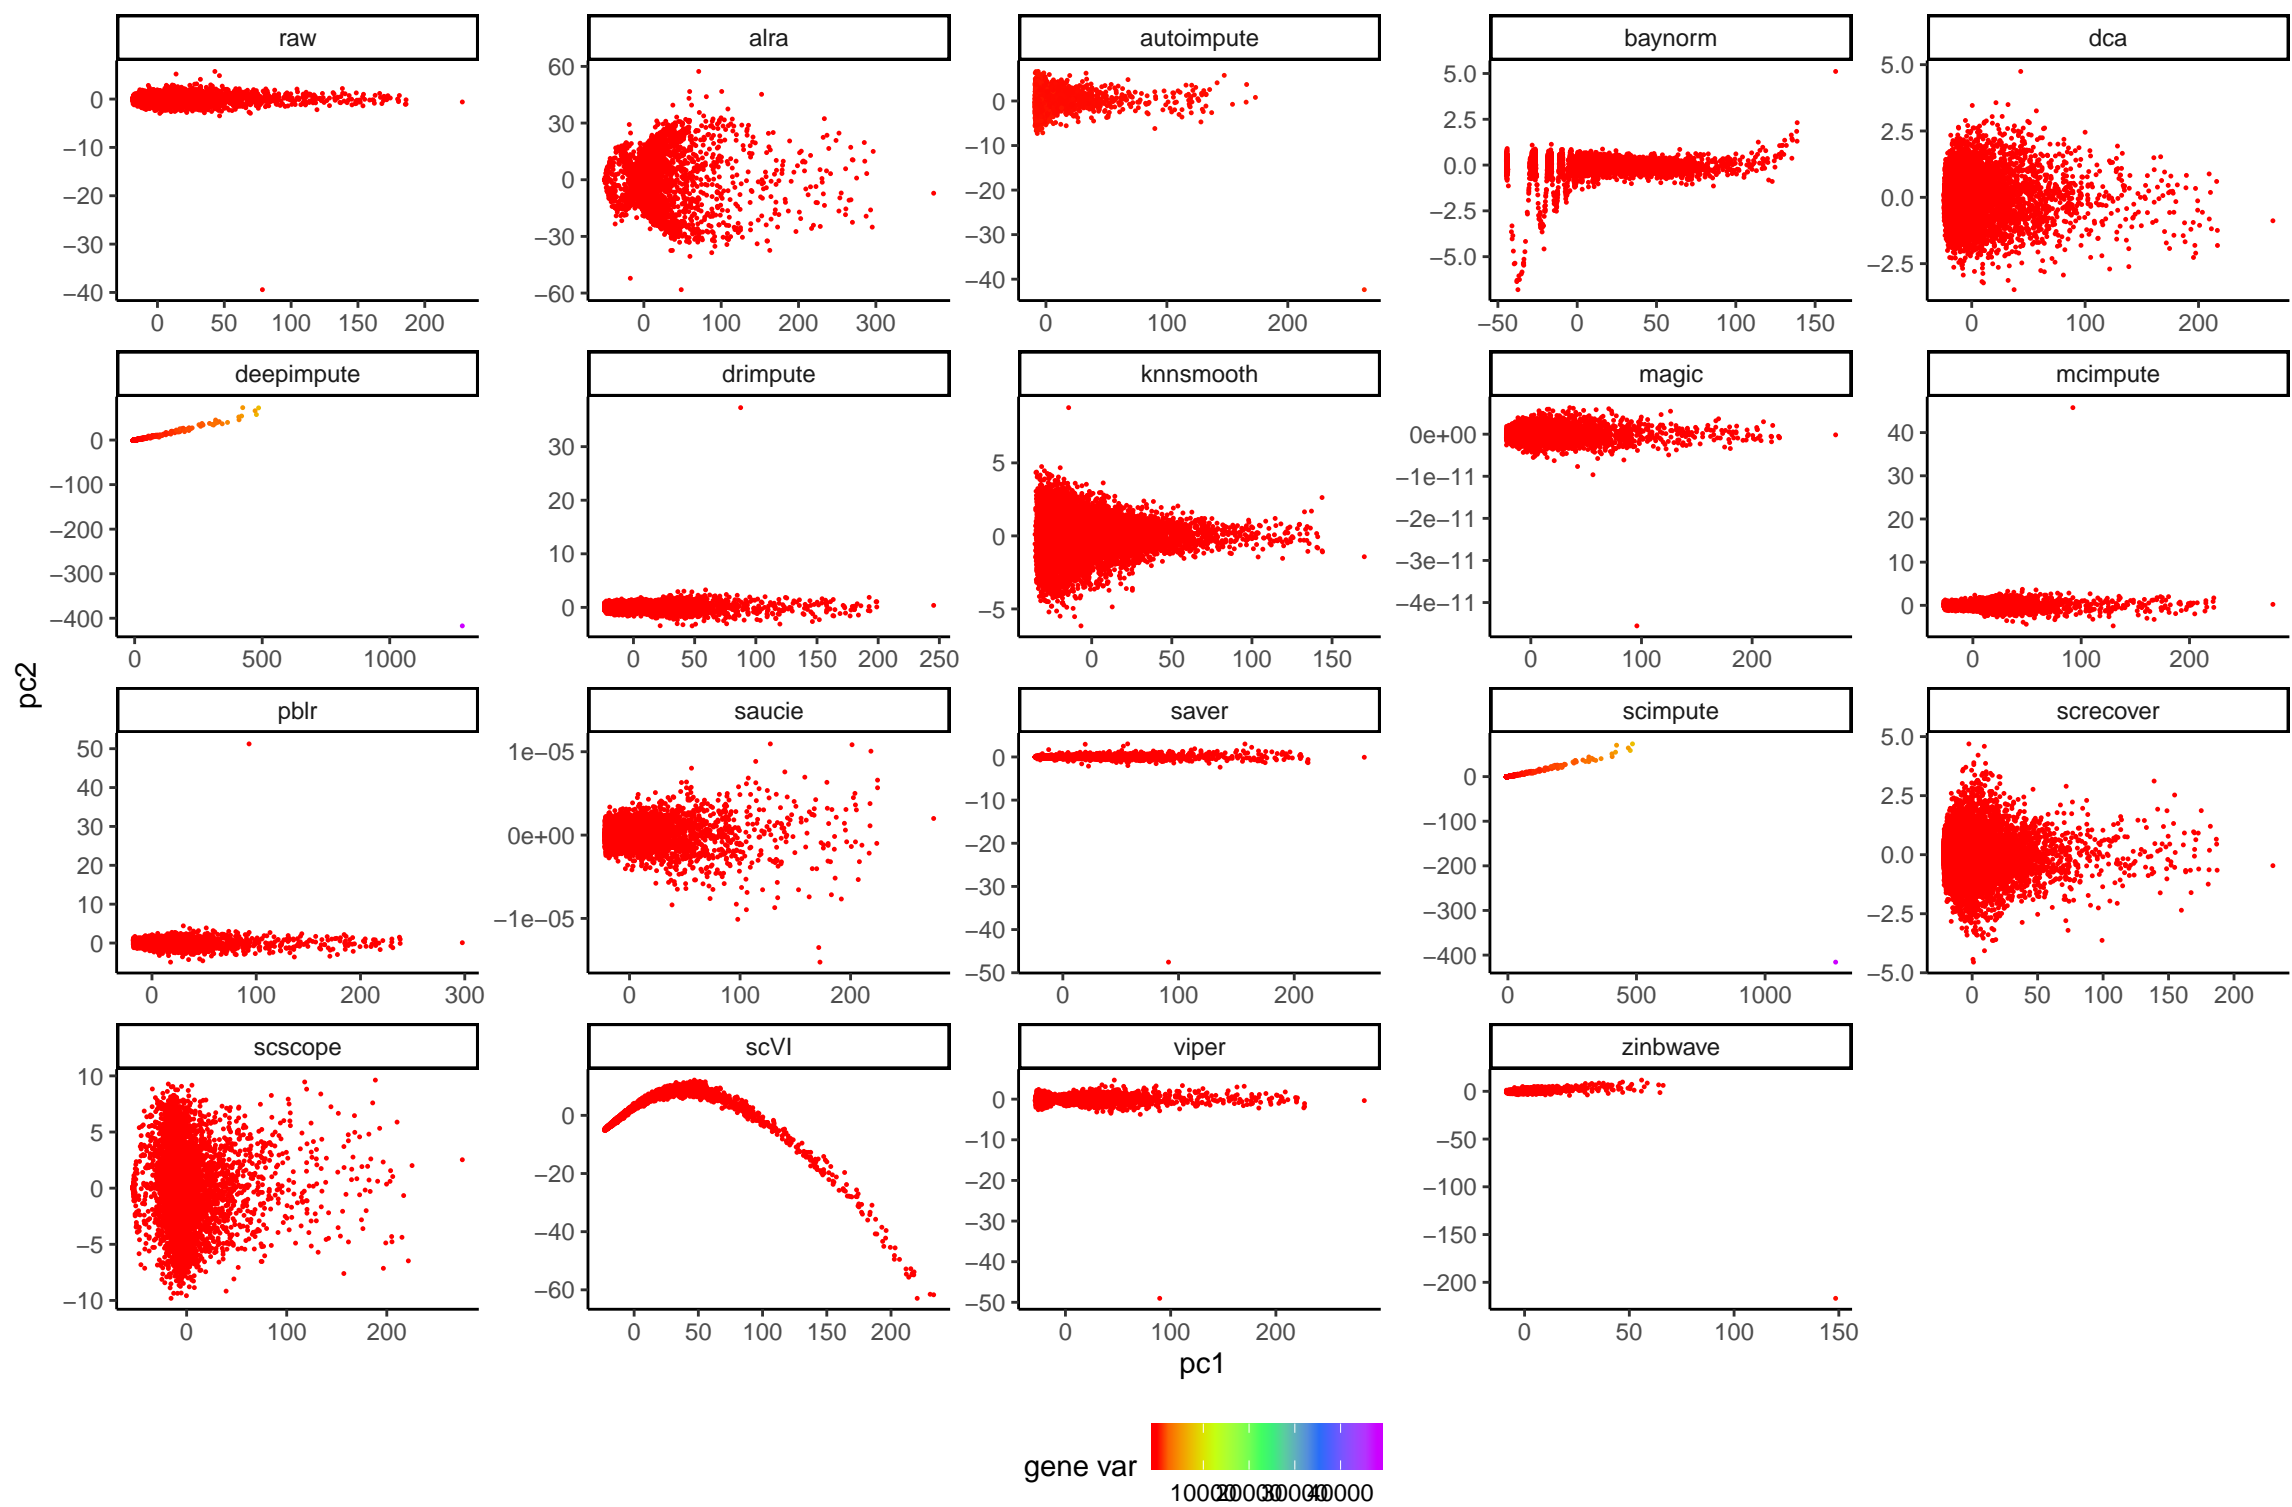 raw alra autoimpute baynorm dca
60 5.0 5.0
0 30 0 2.5 2.5
−10 0 −10 0.0 0.0
−20 −20 −2.5
−30 −30 −30 −5.0 −2.5
−40 −60 −40
0 50 100 150 200 0 100 200 300 0 100 200 −50 0 50 100 150 0 100 200
deepimpute drimpute knnsmooth magic mcimpute
0 30 5 0e+00 40
−100 20 −1e−11 30
−200 0 −2e−11 20
−300 10 −3e−11 10
−400 0 −5 −4e−11 0
0 500 1000 0 50 100 150 200 250 0 50 100 150 0 100 200 0 100 200
pc2
pblr saucie saver scimpute screcover
50 1e−05 0 0 5.0
40 −10 −100 2.5
30 0e+00 −20 −200 0.0
20 −30 −300 −2.5
10 −1e−05 −40 −400 −5.0
0 −50
0 100 200 300 0 100 200 0 100 200 0 500 1000 0 50 100 150 200
scscope scVI viper zinbwave
10 0 0 0
5 −20 −10 −50
0 −40 −20 −100
−5 −60 −30 −150
−10 −40 −200
−50
0 100 200 0 50 100 150 200 0 100 200 0 50 100 150
pc1
gene var
10000 20000 30000 40000